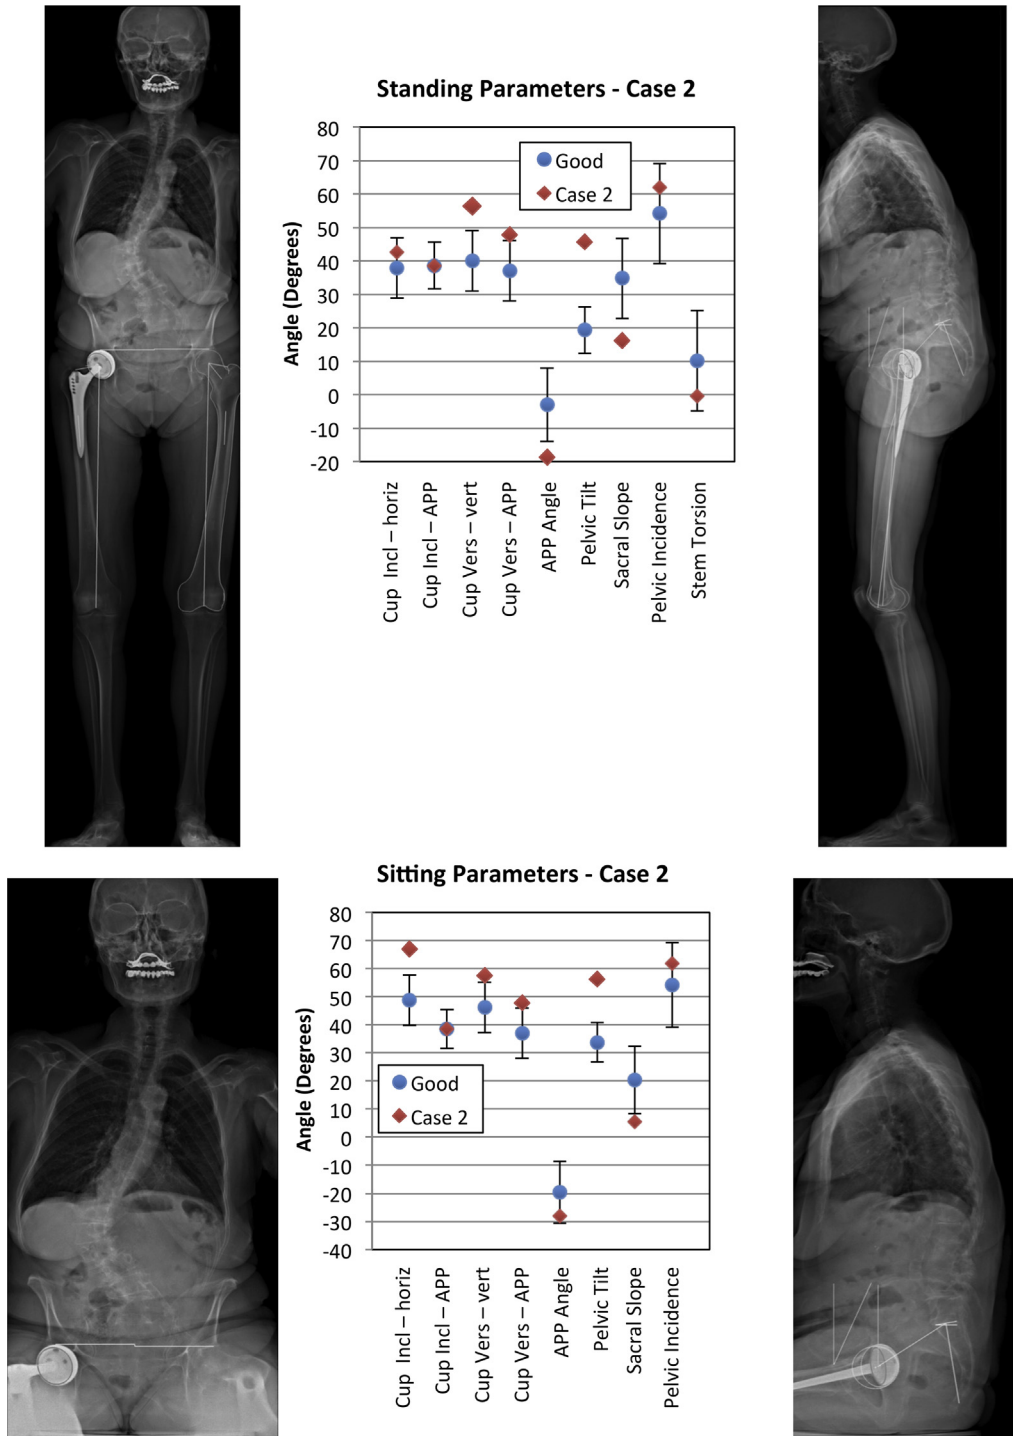 Standing Parameters - Case 2
Angle (Degrees)
80
70
60
50
40
30
20
10
0
-10
-20
Good
Case 2
Cup Incl – horiz
Cup Incl – APP
Cup Vers – vert
Cup Vers – APP
APP Angle
Pelvic Tilt
Sacral Slope
Pelvic Incidence
Stem Torsion
Sitting Parameters - Case 2
Angle (Degrees)
80
70
60
50
40
30
20
10
0
-10
-20
-30
-40
Good
Case 2
Cup Incl – horiz
Cup Incl – APP
Cup Vers – vert
Cup Vers – APP
APP Angle
Pelvic Tilt
Sacral Slope
Pelvic Incidence